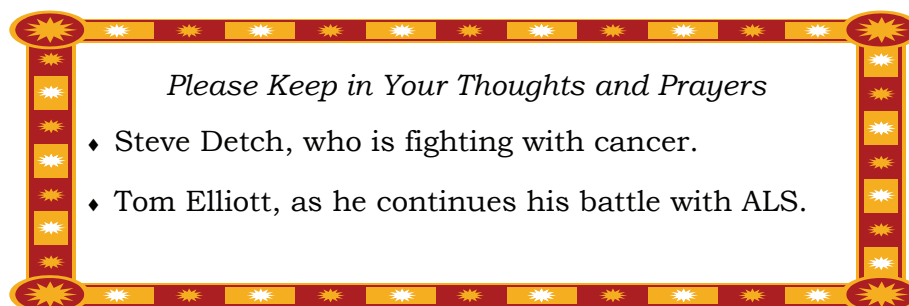 Please Keep in Your Thoughts and Prayers
♦ Steve Detch, who is fighting with cancer.
♦ Tom Elliott, as he continues his battle with ALS.